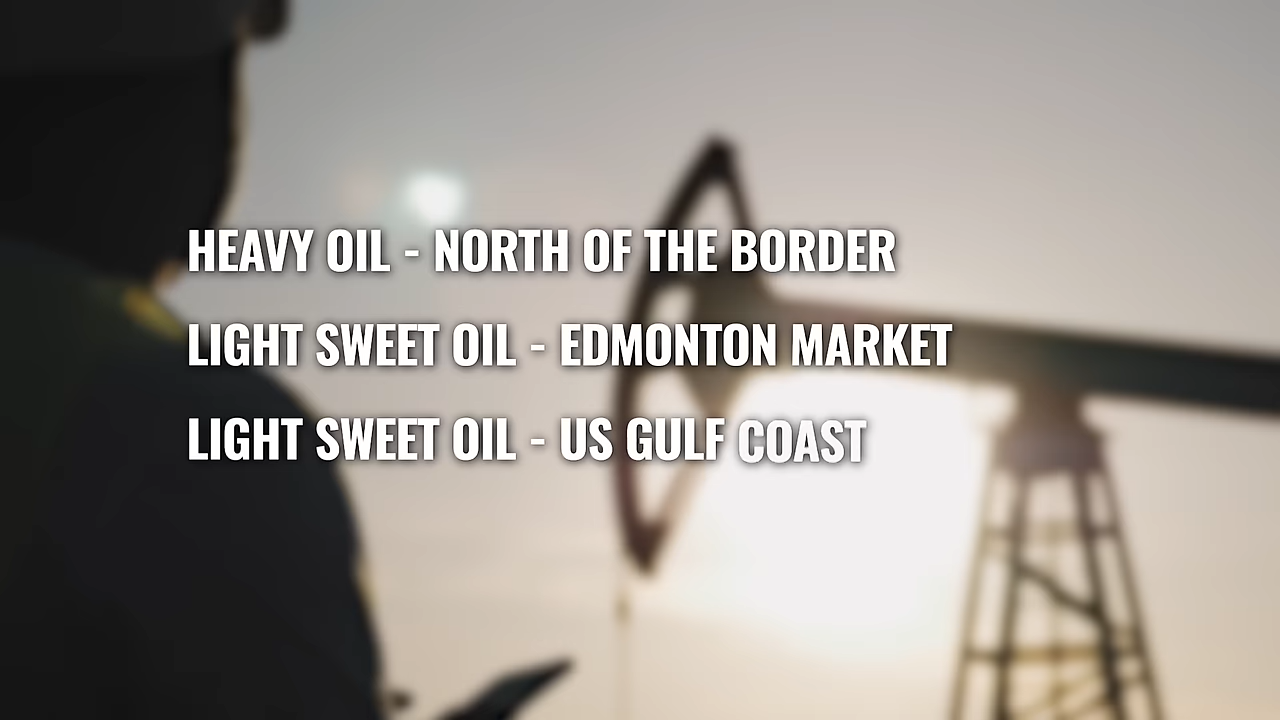 HEAVY OIL - NORTH OF THE BORDER
LIGHT SWEET OIL - EDMONTON MARKET
LIGHT SWEET OIL - US GULF COAST